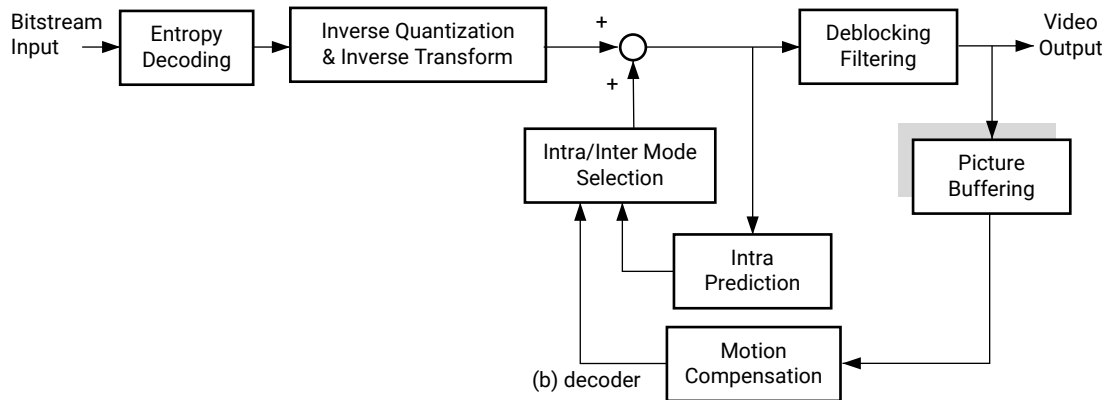 Bitstream
Input
Entropy
Decoding
Inverse Quantization
& Inverse Transform
+
+
Deblocking
Filtering
Video
Output
Intra/Inter Mode
Selection
Picture
Buffering
Intra
Prediction
Motion
Compensation
(b) decoder